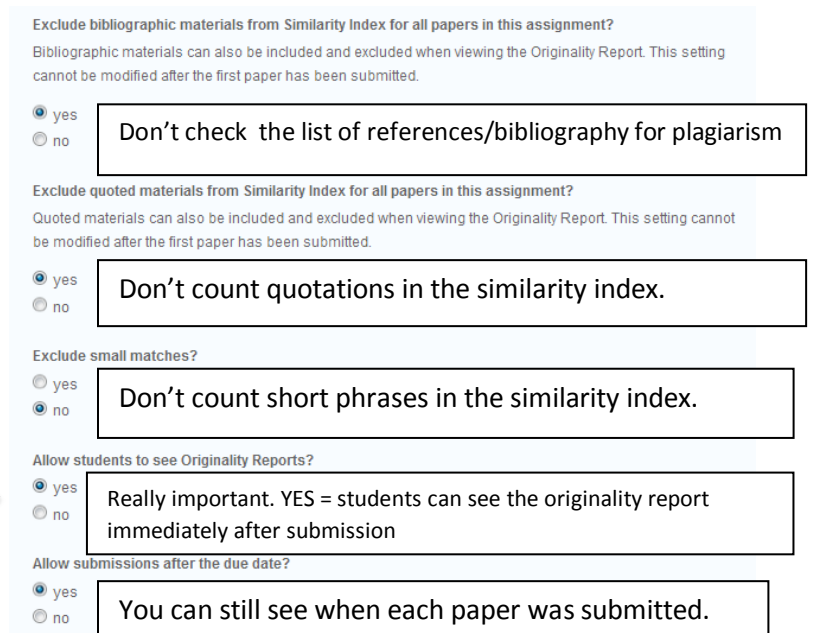 Exclude bibliographic materials from Similarity Index for all papers in this assignment?
Bibliographic materials can also be included and excluded when viewing the Originality Report. This setting
cannot be modified after the first paper has been submitted.
yes
no
Don’t check  the list of references/bibliography for plagiarism
Exclude quoted materials from Similarity Index for all papers in this assignment?
Quoted materials can also be included and excluded when viewing the Originality Report. This setting cannot
be modified after the first paper has been submitted.
yes
no
Don’t count quotations in the similarity index.
Exclude small matches?
yes
no
Don’t count short phrases in the similarity index.
Allow students to see Originality Reports?
yes
no
Really important. YES = students can see the originality report
immediately after submission
Allow submissions after the due date?
yes
no
You can still see when each paper was submitted.